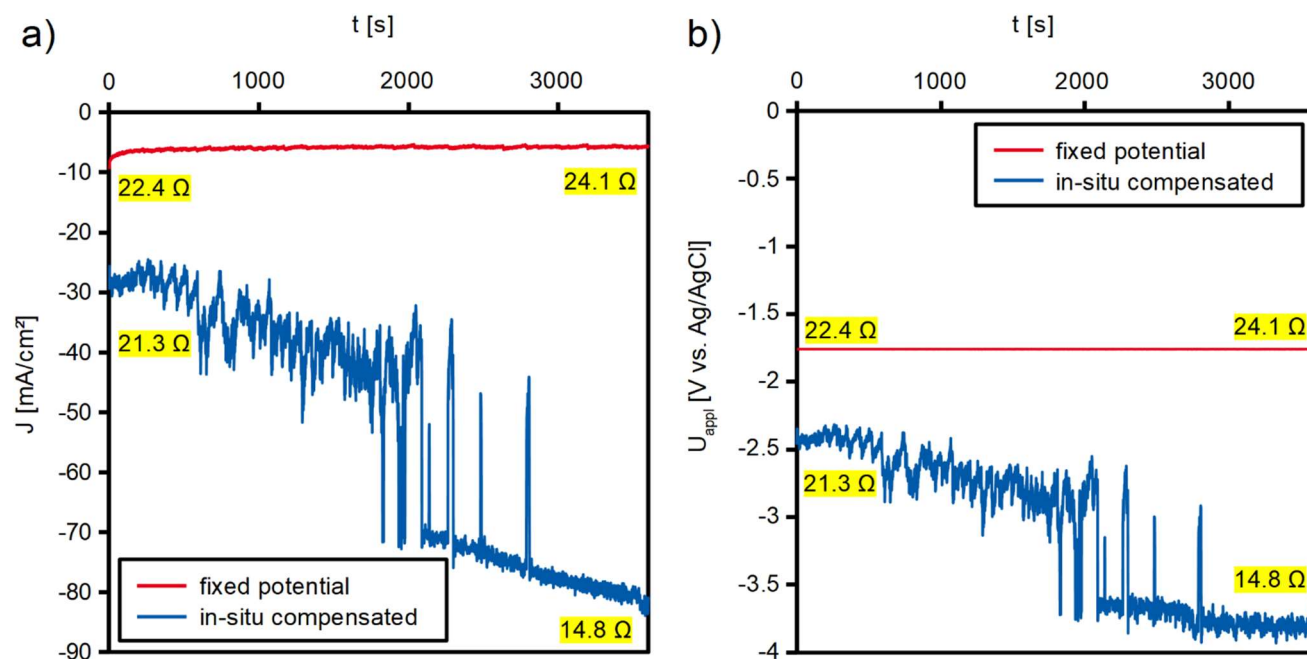 a)
t [s]
0 1000 2000 3000
0
-10
-20
-30
-40
-50
-60
-70
-80
-90
J [mA/cm²]
22.4 Ω
24.1 Ω
21.3 Ω
14.8 Ω
fixed potential
in-situ compensated
b)
t [s]
0 1000 2000 3000
0
-0.5
-1
-1.5
-2
-2.5
-3
-3.5
-4
U_appl [V vs. Ag/AgCl]
fixed potential
in-situ compensated
22.4 Ω
24.1 Ω
21.3 Ω
14.8 Ω